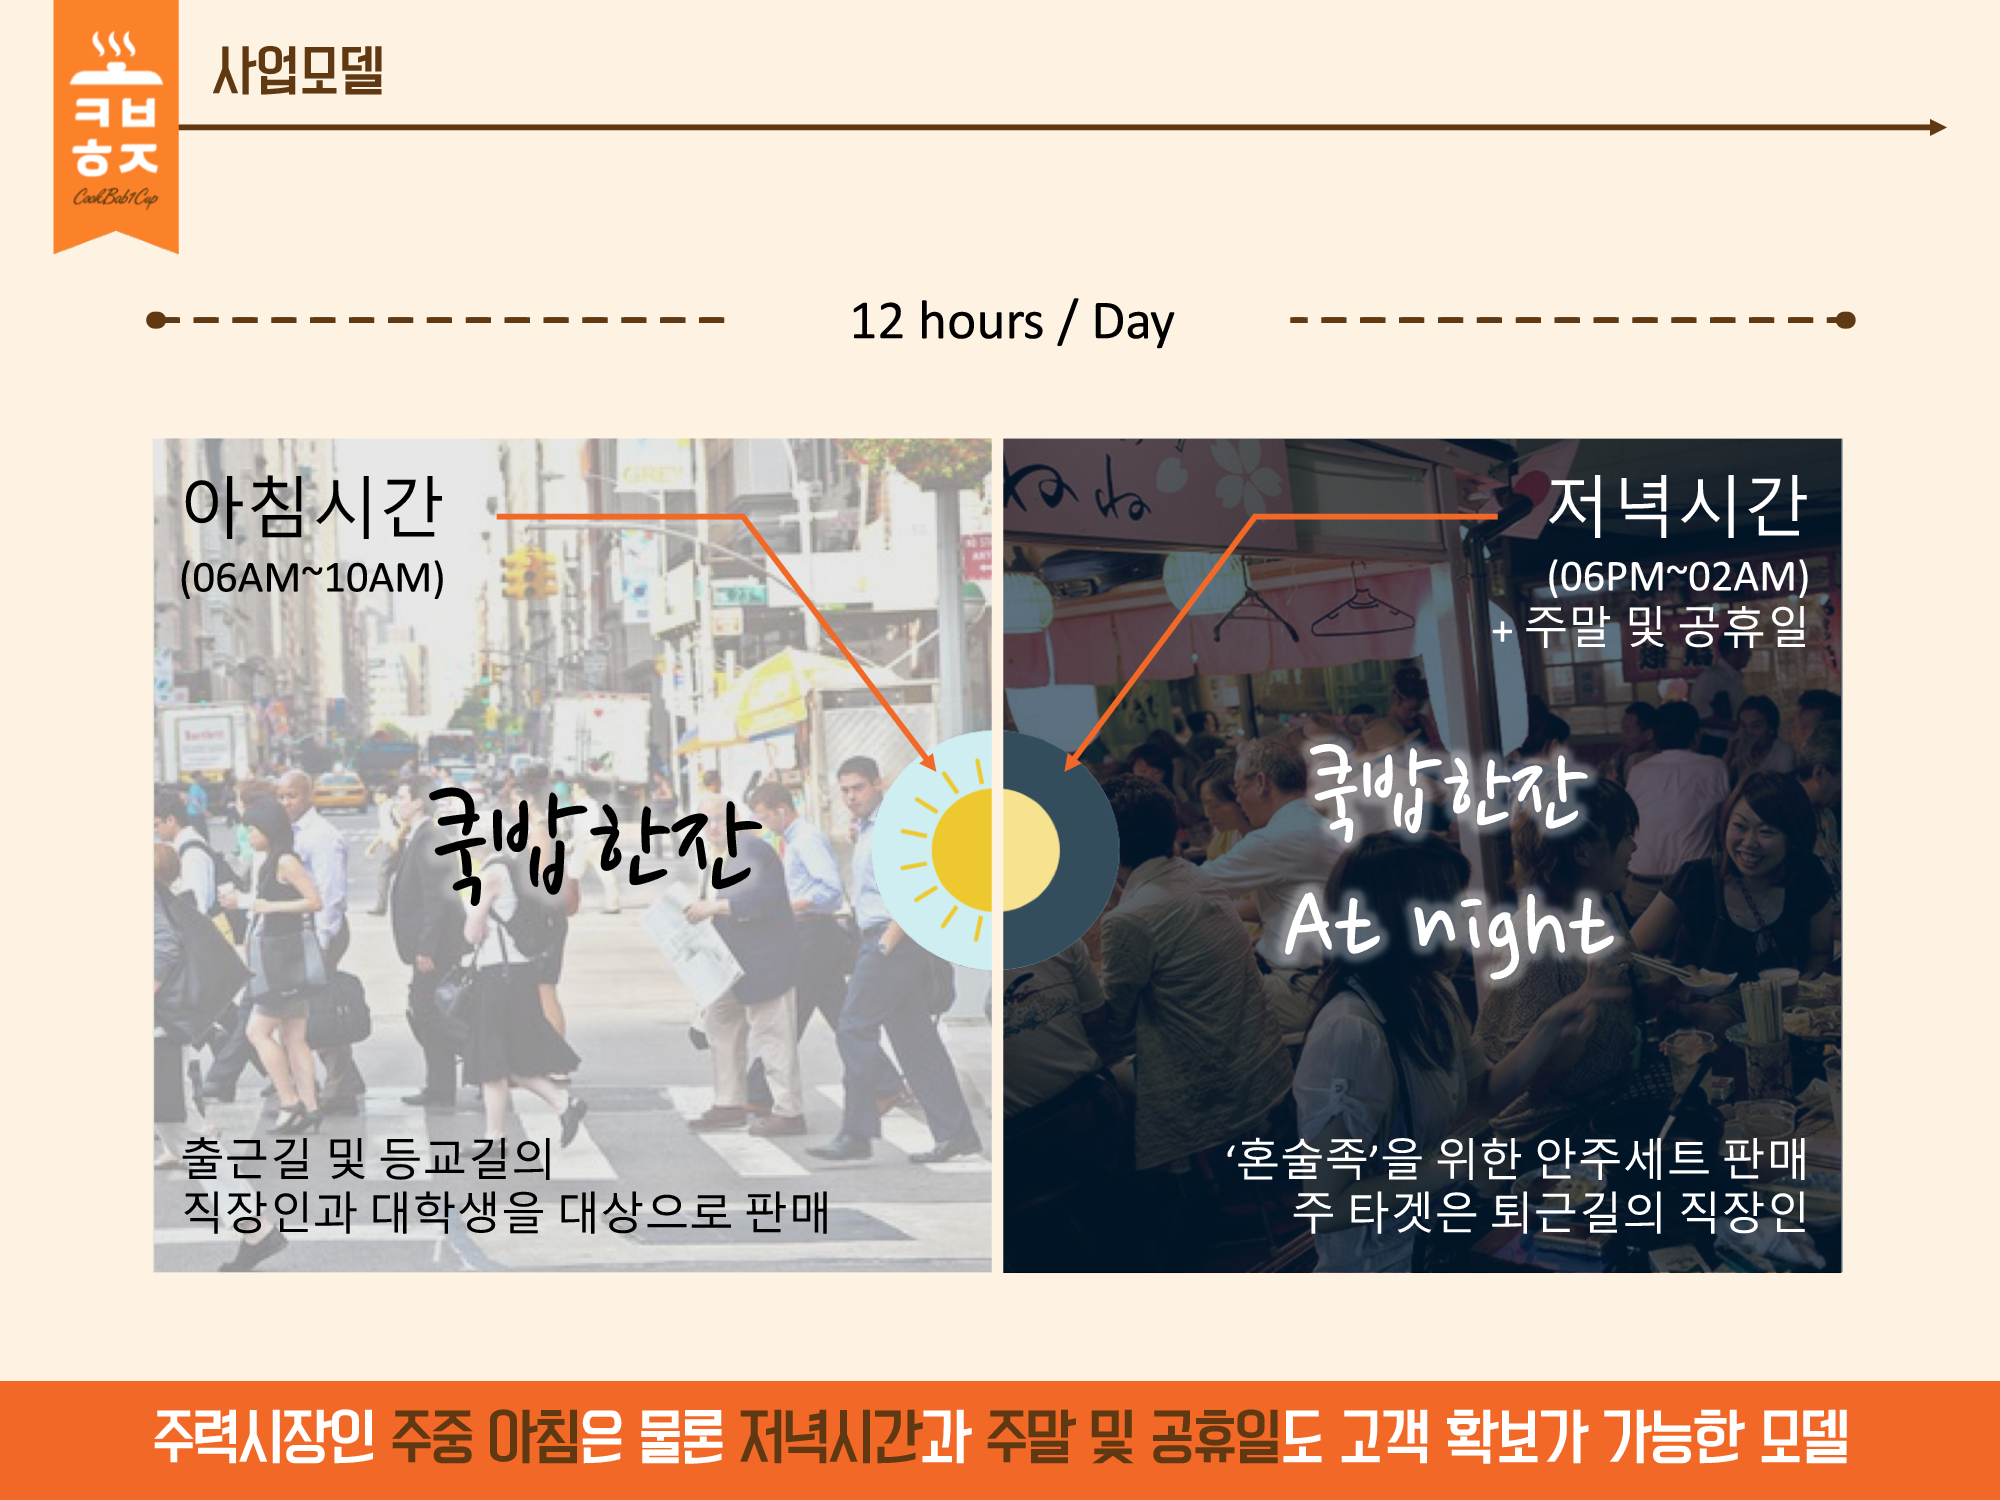 ㅋㅂ
ㅎㅈ
CookBab1Cup
사업모델
12 hours / Day
아침시간
(06AM~10AM)
쿡밥한잔
출근길 및 등교길의
직장인과 대학생을 대상으로 판매
저녁시간
(06PM~02AM)
+ 주말 및 공휴일
쿡밥한잔
At night
‘혼술족’을 위한 안주세트 판매
주 타겟은 퇴근길의 직장인
주력시장인 주중 아침은 물론 저녁시간과 주말 및 공휴일도 고객 확보가 가능한 모델